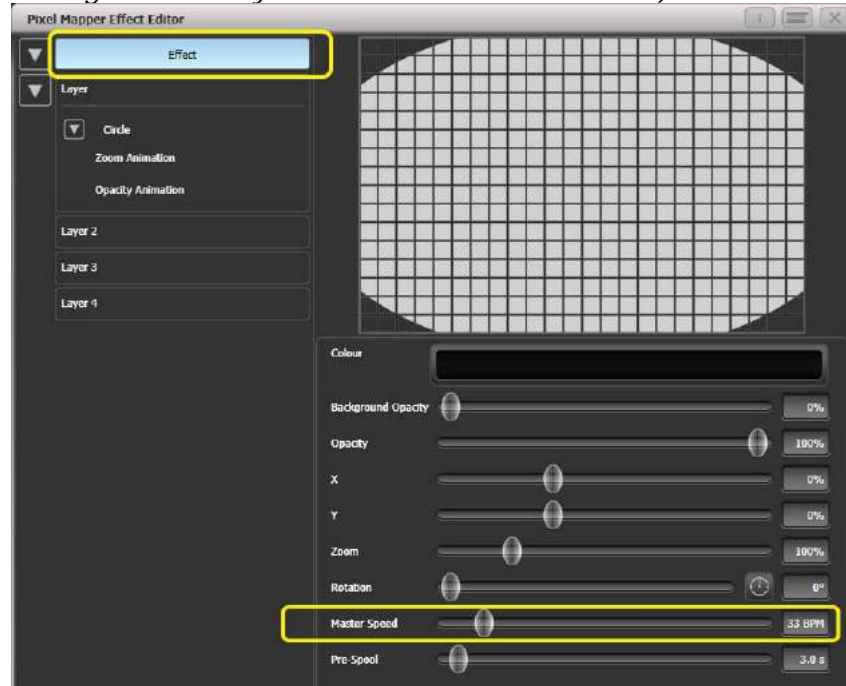 Pixel Mapper Effect Editor
Effect
Layer
Circle
Zoom Animation
Opacity Animation
Layer 2
Layer 3
Layer 4
Colour
Background Opacity 0%
Opacity 100%
X 0%
Y 0%
Zoom 100%
Rotation 0°
Master Speed 33 BPM
Pre-Spool 3.0 s